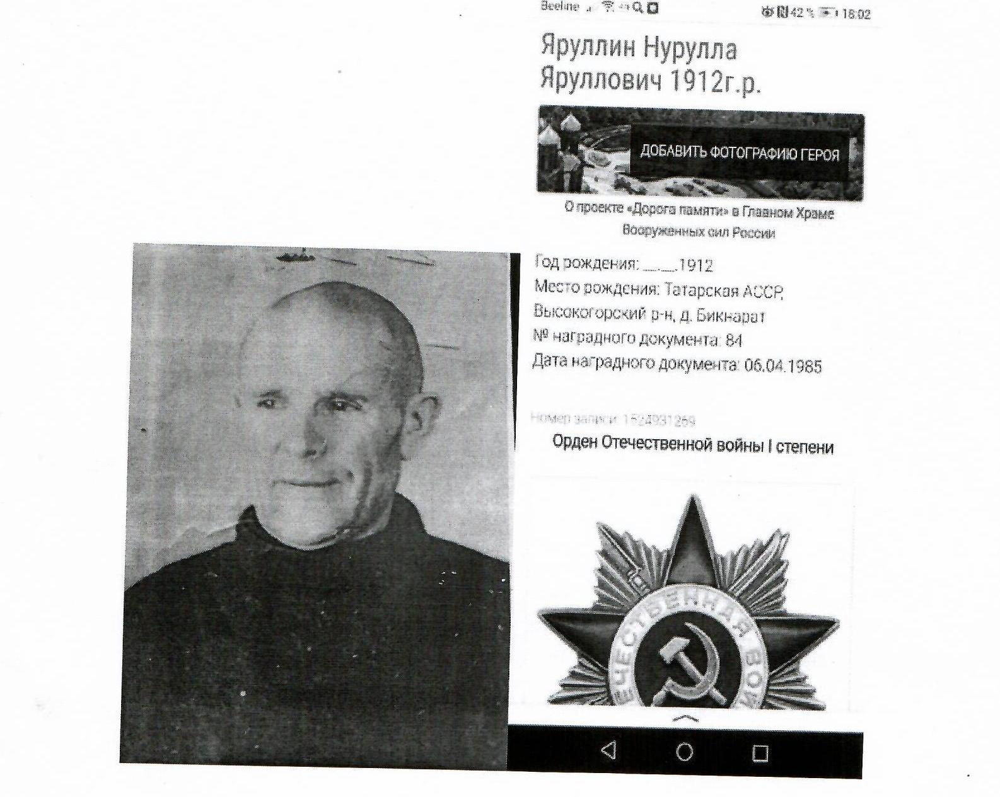 Beeline 42 % 18:02
Яруллин Нурулла
Яруллович 1912г.р.
ДОБАВИТЬ ФОТОГРАФИЮ ГЕРОЯ
О проекте «Дорога памяти» в Главном Храме
Вооруженных сил России
Год рождения: __.__.1912
Место рождения: Татарская АССР,
Высокогорский р-н, д. Бикнарат
№ наградного документа: 84
Дата наградного документа: 06.04.1985
Номер записи: 1524931269
Орден Отечественной войны I степени
ЕЧЕСТВЕННАЯ ВОЙ